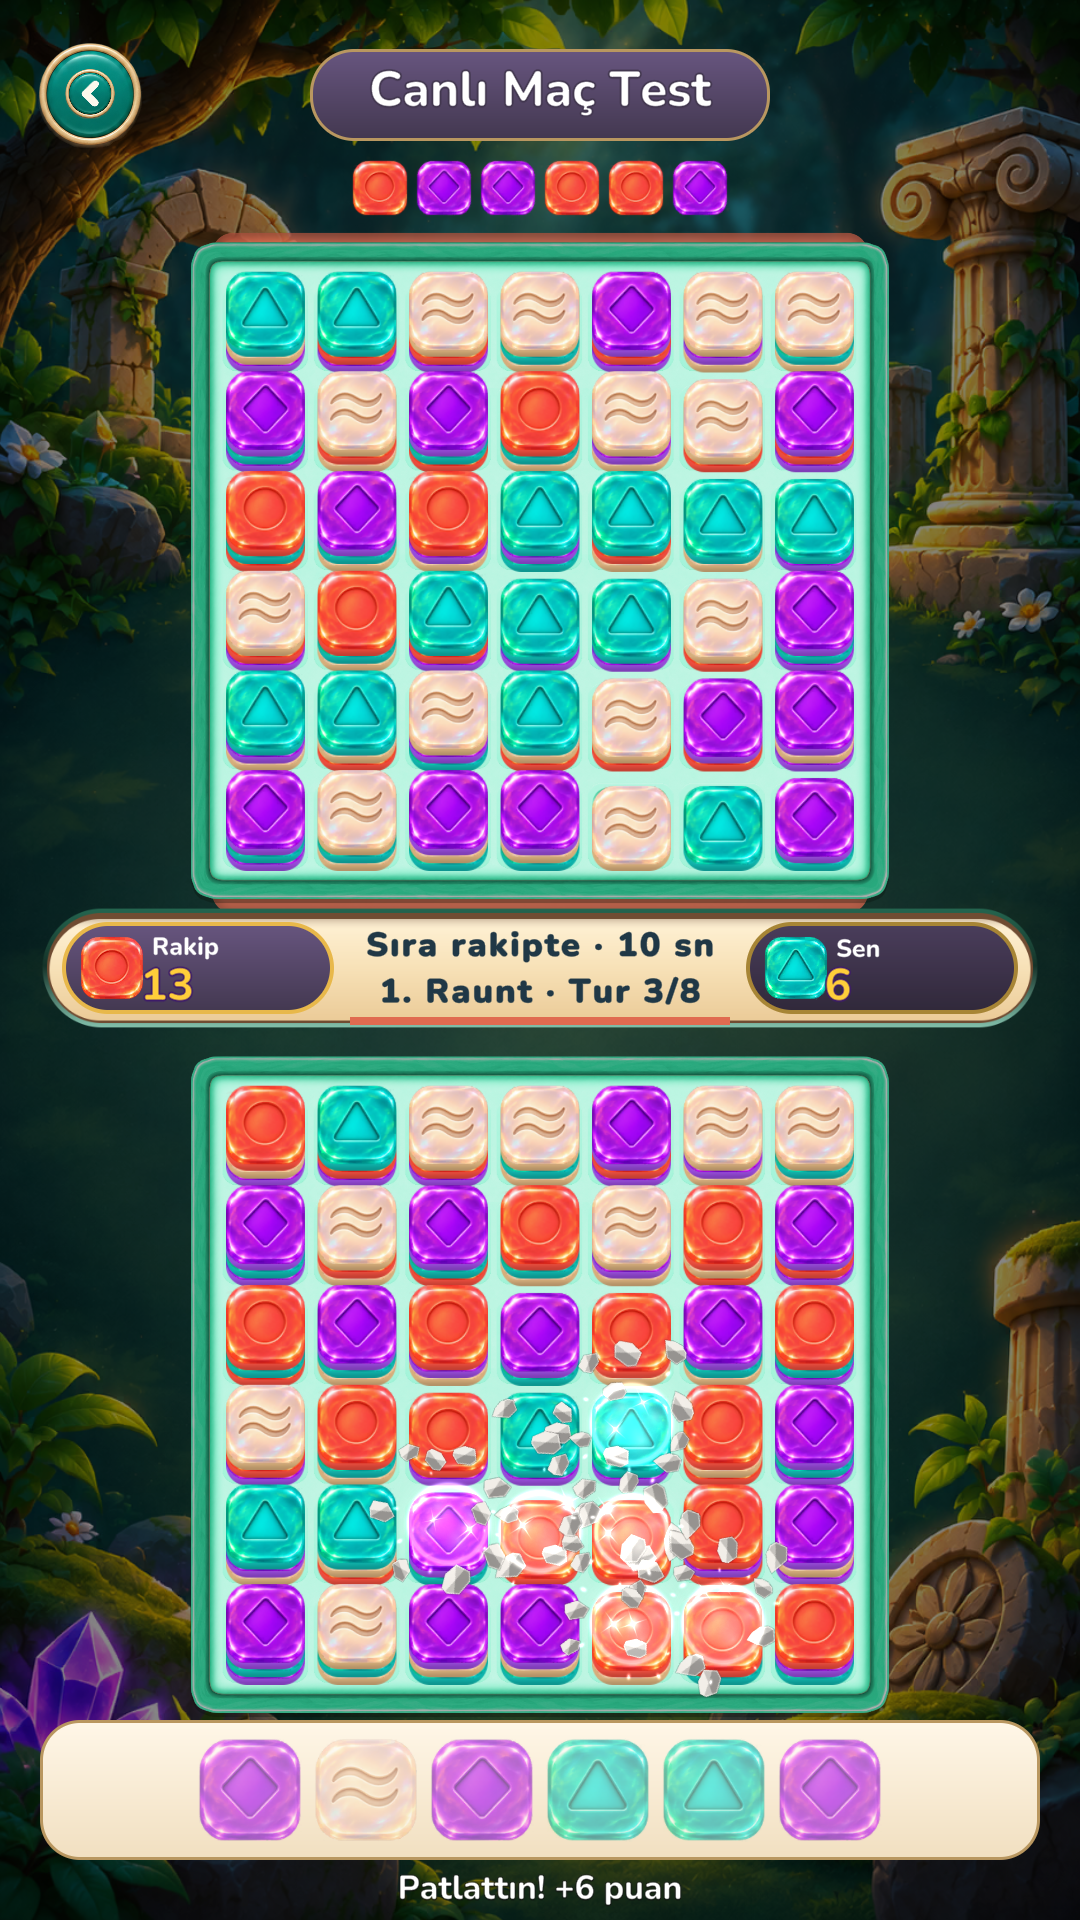 Canlı Maç Test
Rakip
13
Sıra rakipte · 10 sn
1. Raunt · Tur 3/8
Sen
6
Patlattın! +6 puan